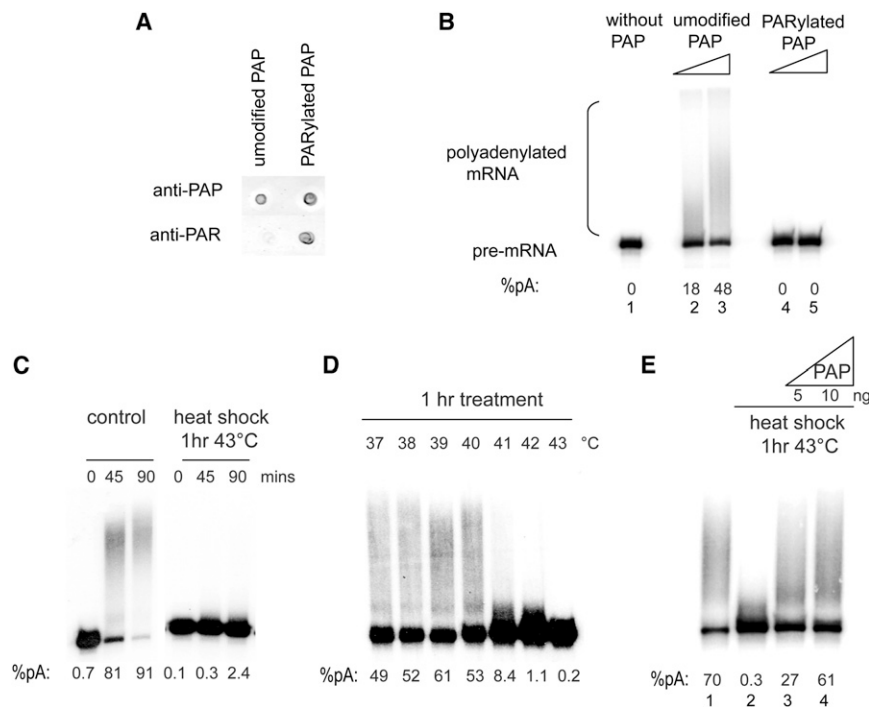 A
umodified PAP
PARylated PAP
anti-PAP
anti-PAR
B
without PAP
umodified PAP
PARylated PAP
polyadenylated mRNA
pre-mRNA
%pA: 0 18 48 0 0
1 2 3 4 5
C
control
heat shock
1hr 43°C
0 45 90 0 45 90 mins
%pA: 0.7 81 91 0.1 0.3 2.4
D
1 hr treatment
37 38 39 40 41 42 43 °C
%pA: 49 52 61 53 8.4 1.1 0.2
E
PAP
5 10 ng
heat shock
1hr 43°C
%pA: 70 0.3 27 61
1 2 3 4